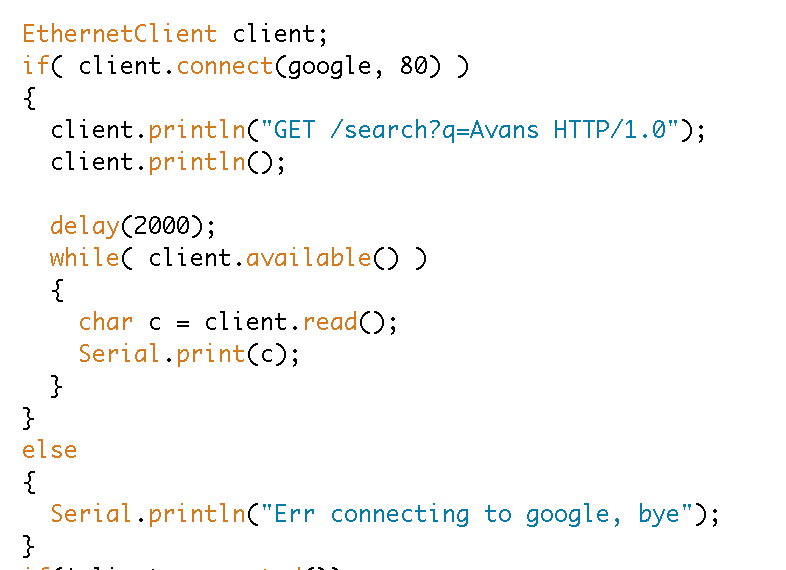 EthernetClient client;
if( client.connect(google, 80) )
{
client.println("GET /search?q=Avans HTTP/1.0");
client.println();
delay(2000);
while( client.available() )
{
char c = client.read();
Serial.print(c);
}
}
else
{
Serial.println("Err connecting to google, bye");
}